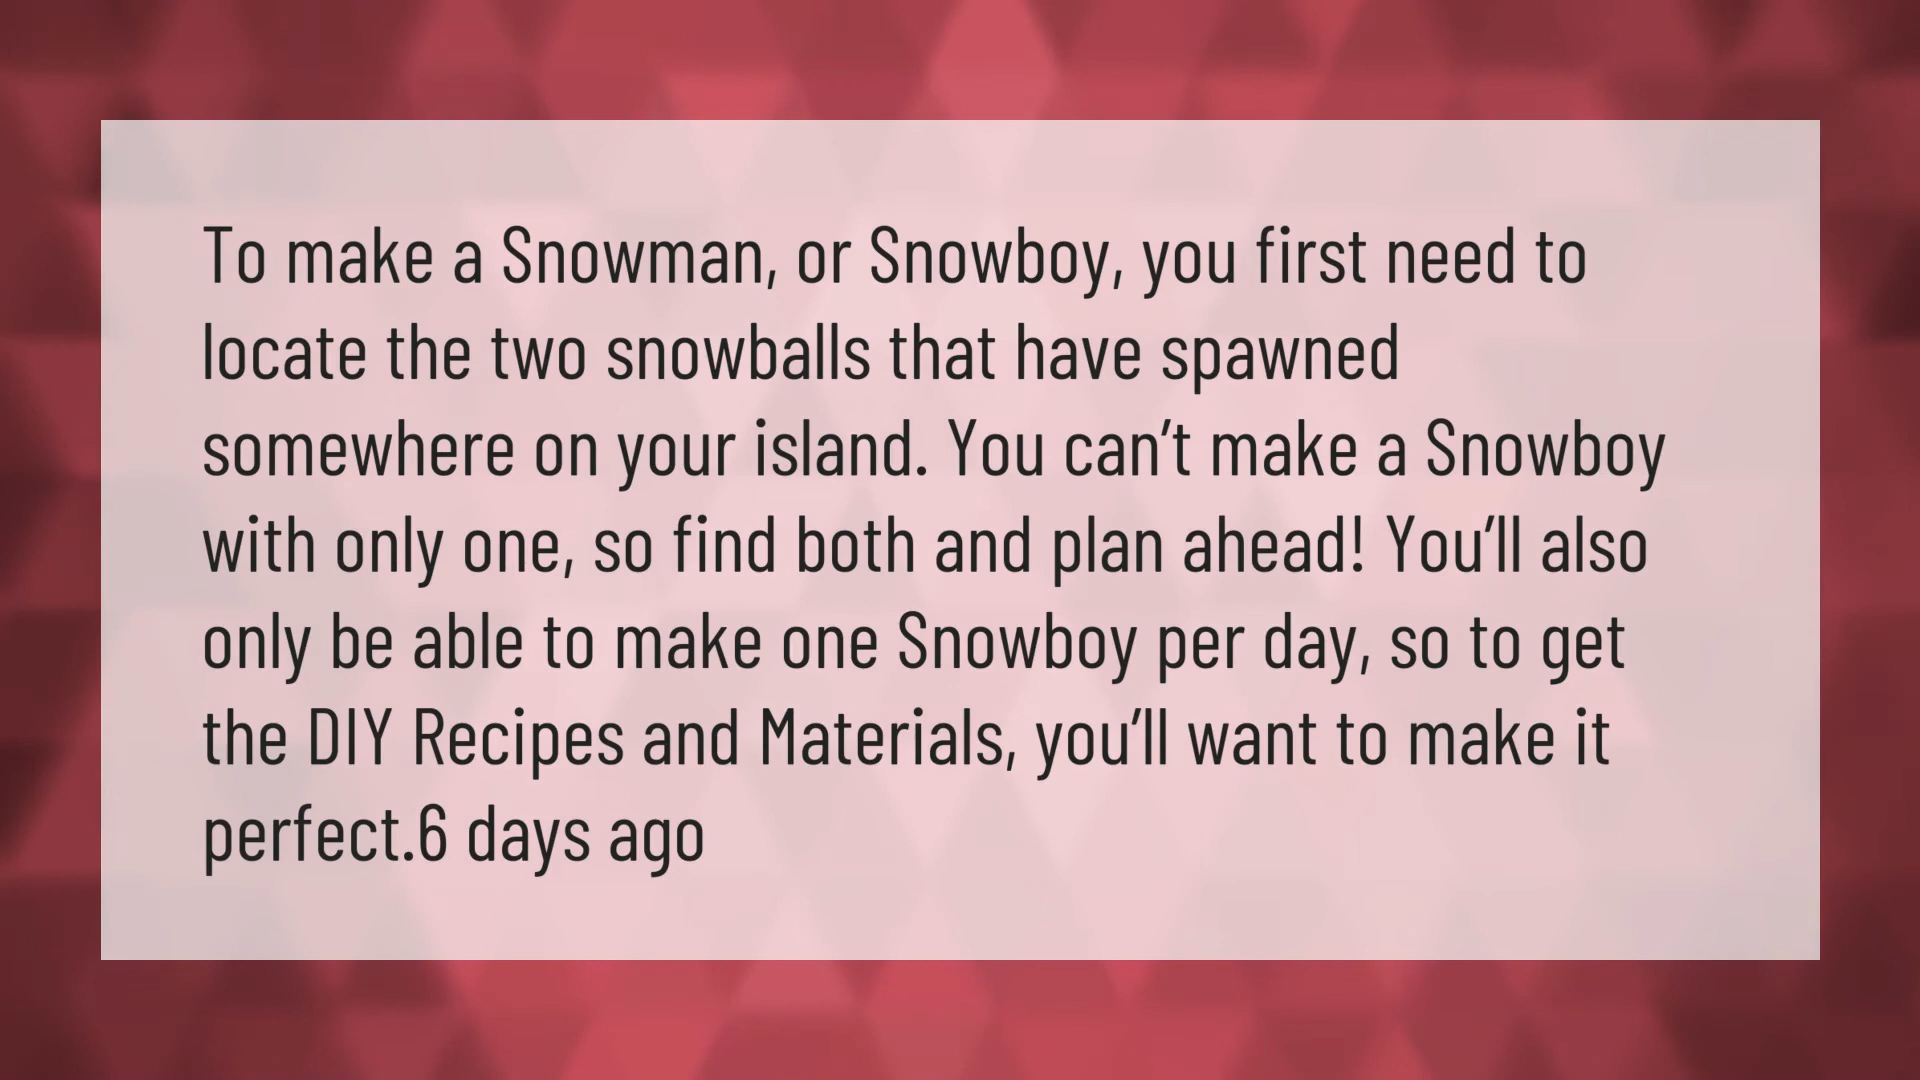 To make a Snowman, or Snowboy, you first need to
locate the two snowballs that have spawned
somewhere on your island. You can’t make a Snowboy
with only one, so find both and plan ahead! You’ll also
only be able to make one Snowboy per day, so to get
the DIY Recipes and Materials, you’ll want to make it
perfect.6 days ago